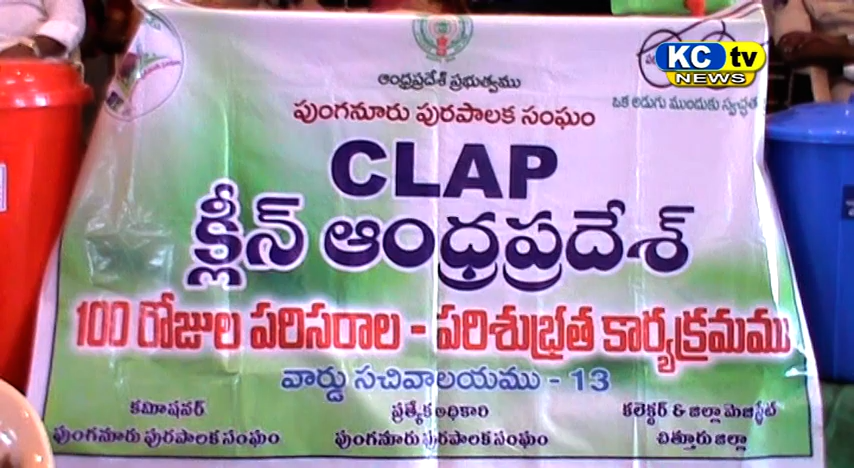 KC tv
NEWS
ఆంధ్రప్రదేశ్ ప్రభుత్వము
ఒక అడుగు ముందుకు స్వచ్ఛత
పుంగనూరు పురపాలక సంఘం
CLAP
క్లీన్ ఆంధ్రప్రదేశ్
100 రోజుల పరిసరాల - పరిశుభ్రత కార్యక్రమము
వార్డు సచివాలయము - 13
కమీషనర్ ప్రత్యేక అధికారి కలెక్టర్ & జిల్లా మెజిస్ట్రేట్
పుంగనూరు పురపాలక సంఘం పుంగనూరు పురపాలక సంఘం చిత్తూరు జిల్లా